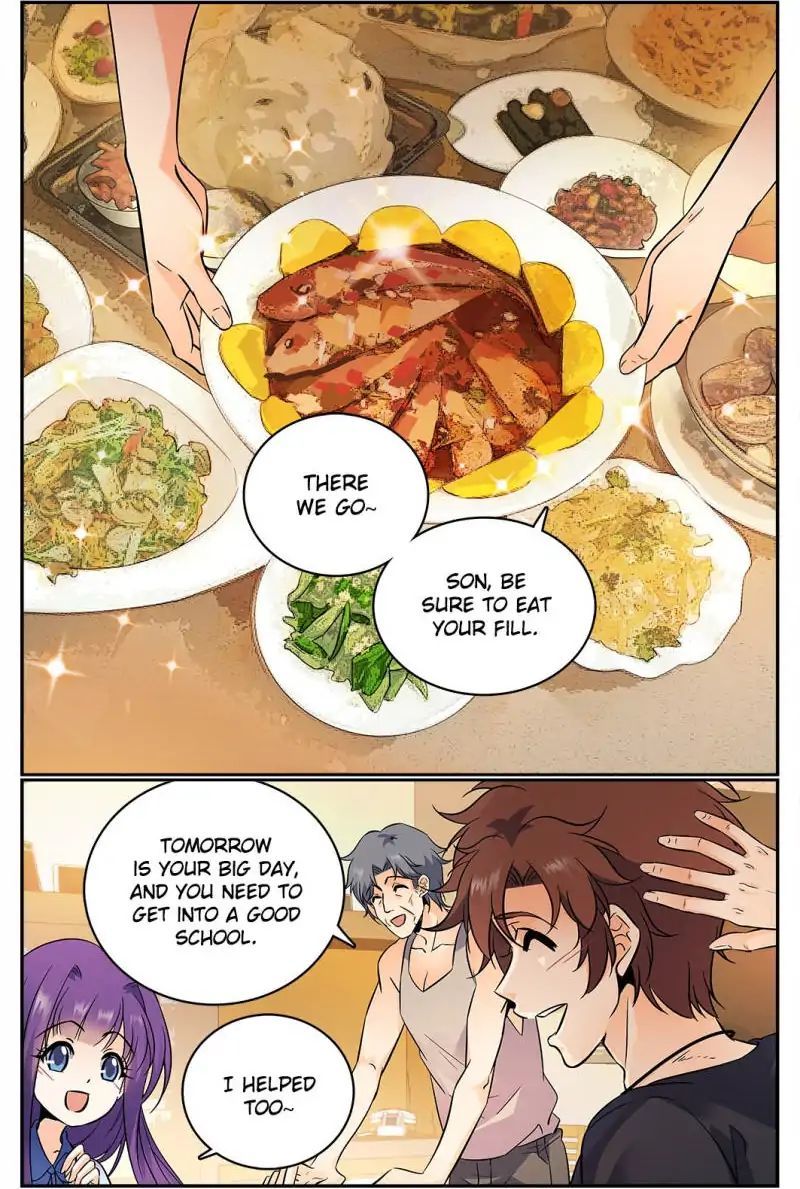 THERE
WE GO~
SON, BE
SURE TO EAT
YOUR FILL.
TOMORROW
IS YOUR BIG DAY,
AND YOU NEED TO
GET INTO A GOOD
SCHOOL.
I HELPED
TOO~